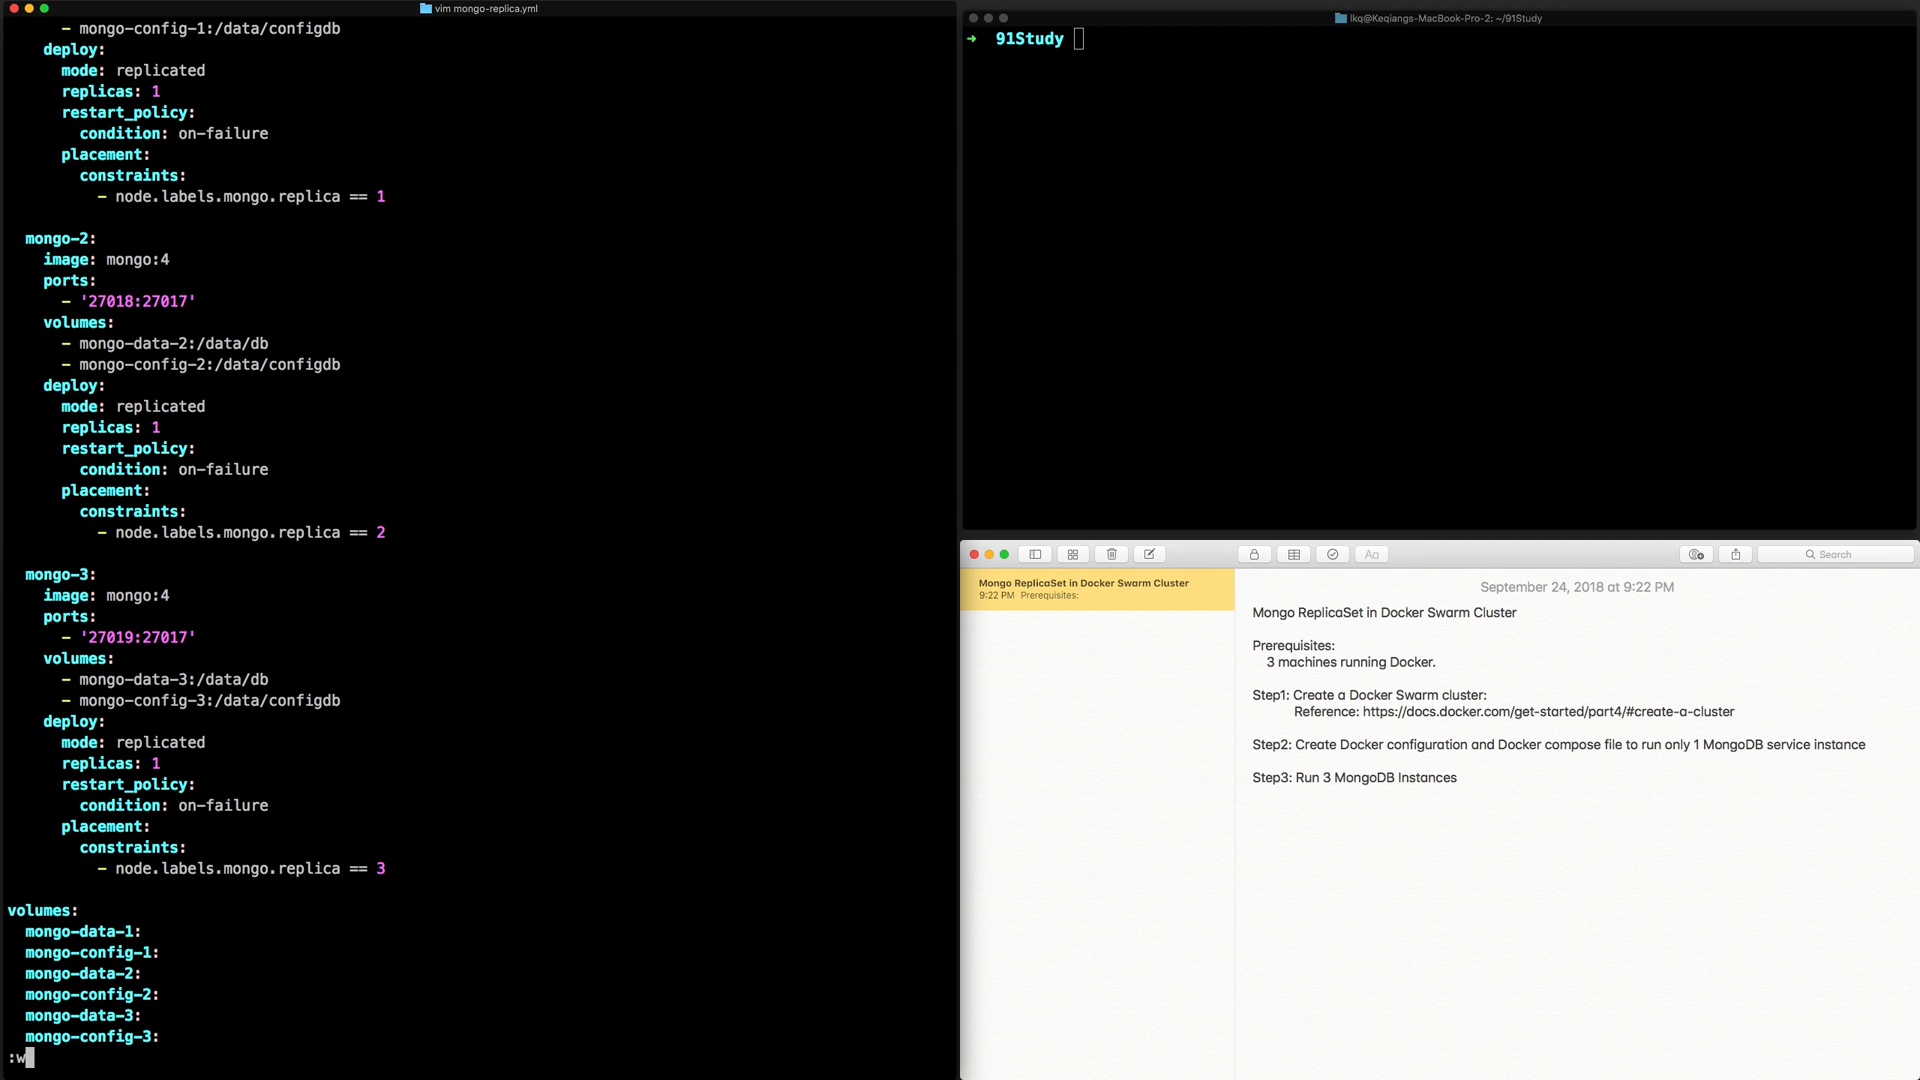 vim mongo-replica.yml
      - mongo-config-1:/data/configdb
    deploy:
      mode: replicated
      replicas: 1
      restart_policy:
        condition: on-failure
      placement:
        constraints:
          - node.labels.mongo.replica == 1
  mongo-2:
    image: mongo:4
    ports:
      - '27018:27017'
    volumes:
      - mongo-data-2:/data/db
      - mongo-config-2:/data/configdb
    deploy:
      mode: replicated
      replicas: 1
      restart_policy:
        condition: on-failure
      placement:
        constraints:
          - node.labels.mongo.replica == 2
  mongo-3:
    image: mongo:4
    ports:
      - '27019:27017'
    volumes:
      - mongo-data-3:/data/db
      - mongo-config-3:/data/configdb
    deploy:
      mode: replicated
      replicas: 1
      restart_policy:
        condition: on-failure
      placement:
        constraints:
          - node.labels.mongo.replica == 3
volumes:
  mongo-data-1:
  mongo-config-1:
  mongo-data-2:
  mongo-config-2:
  mongo-data-3:
  mongo-config-3:
:w
lkq@Keqiangs-MacBook-Pro-2: ~/91Study
➜ 91Study
Aa
Search
Mongo ReplicaSet in Docker Swarm Cluster
9:22 PM Prerequisites:
September 24, 2018 at 9:22 PM
Mongo ReplicaSet in Docker Swarm Cluster
Prerequisites:
3 machines running Docker.
Step1: Create a Docker Swarm cluster:
Reference: https://docs.docker.com/get-started/part4/#create-a-cluster
Step2: Create Docker configuration and Docker compose file to run only 1 MongoDB service instance
Step3: Run 3 MongoDB Instances